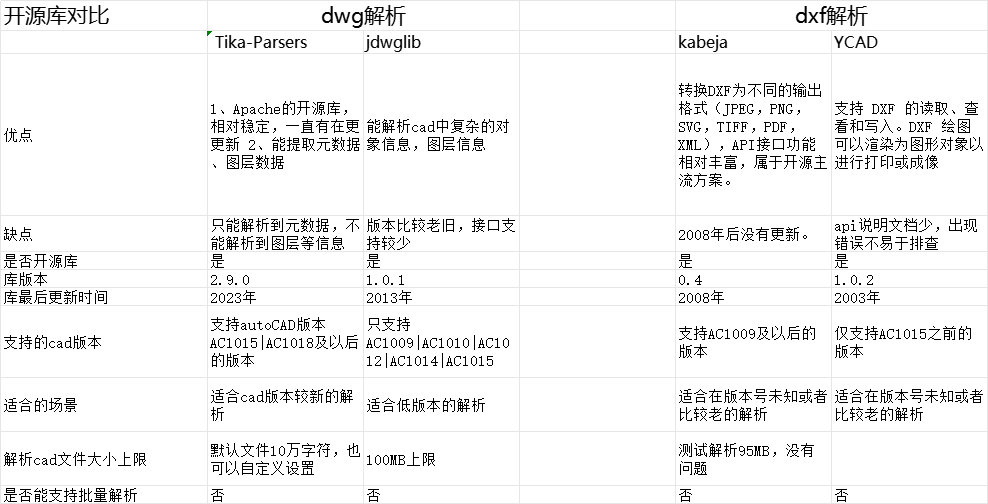 开源库对比 dwg解析 dxf解析
Tika-Parsers jdwglib kabeja YCAD
优点
1、Apache的开源库，
相对稳定，一直有在更
更新 2、能提取元数据
、图层数据
能解析cad中复杂的对
象信息，图层信息
转换DXF为不同的输出
格式（JPEG，PNG，
SVG，TIFF，PDF，
XML），API接口功能
相对丰富，属于开源主
流方案。
支持 DXF 的读取、查
看和写入。DXF 绘图
可以渲染为图形对象以
进行打印或成像
缺点
只能解析到元数据，不
能解析到图层等信息
版本比较老旧，接口支
持较少
2008年后没有更新。
api说明文档少，出现
错误不易于排查
是否开源库 是 是 是 是
库版本 2.9.0 1.0.1 0.4 1.0.2
库最后更新时间 2023年 2013年 2008年 2003年
支持的cad版本
支持autoCAD版本
AC1015|AC1018及以后
的版本
只支持
AC1009|AC1010|AC10
12|AC1014|AC1015
支持AC1009及以后的
版本
仅支持AC1015之前的
版本
适合的场景
适合cad版本较新的解
析
适合低版本的解析
适合在版本号未知或者
比较老的解析
适合在版本号未知或者
比较老的解析
解析cad文件大小上限
默认文件10万字符，也
可以自定义设置
100MB上限
测试解析95MB，没有
问题
是否能支持批量解析 否 否 否 否